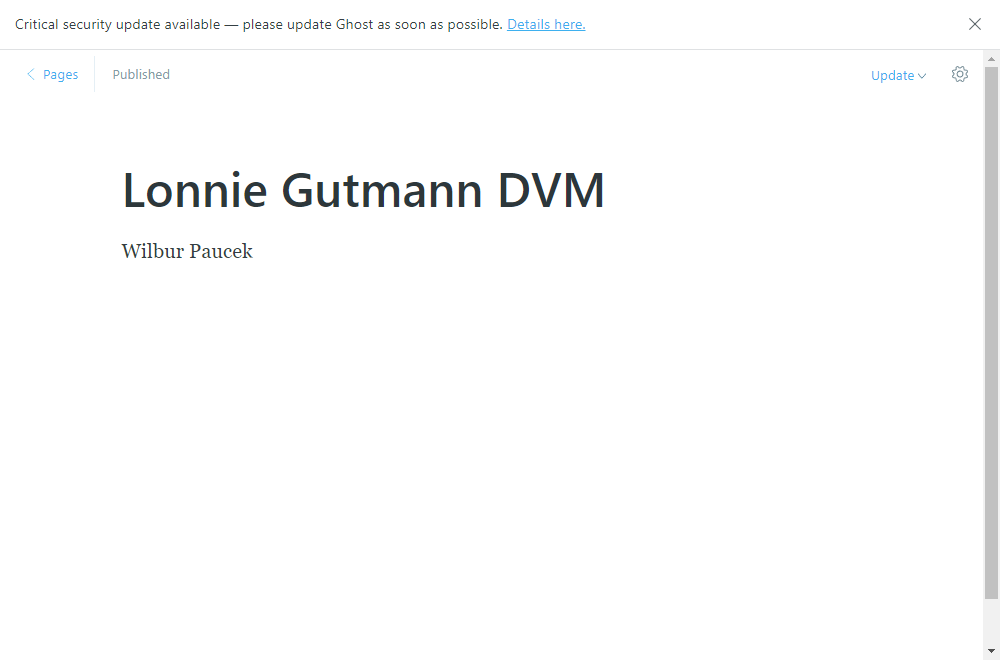 Critical security update available — please update Ghost as soon as possible. Details here.
Pages
Published
Update
Lonnie Gutmann DVM
Wilbur Paucek